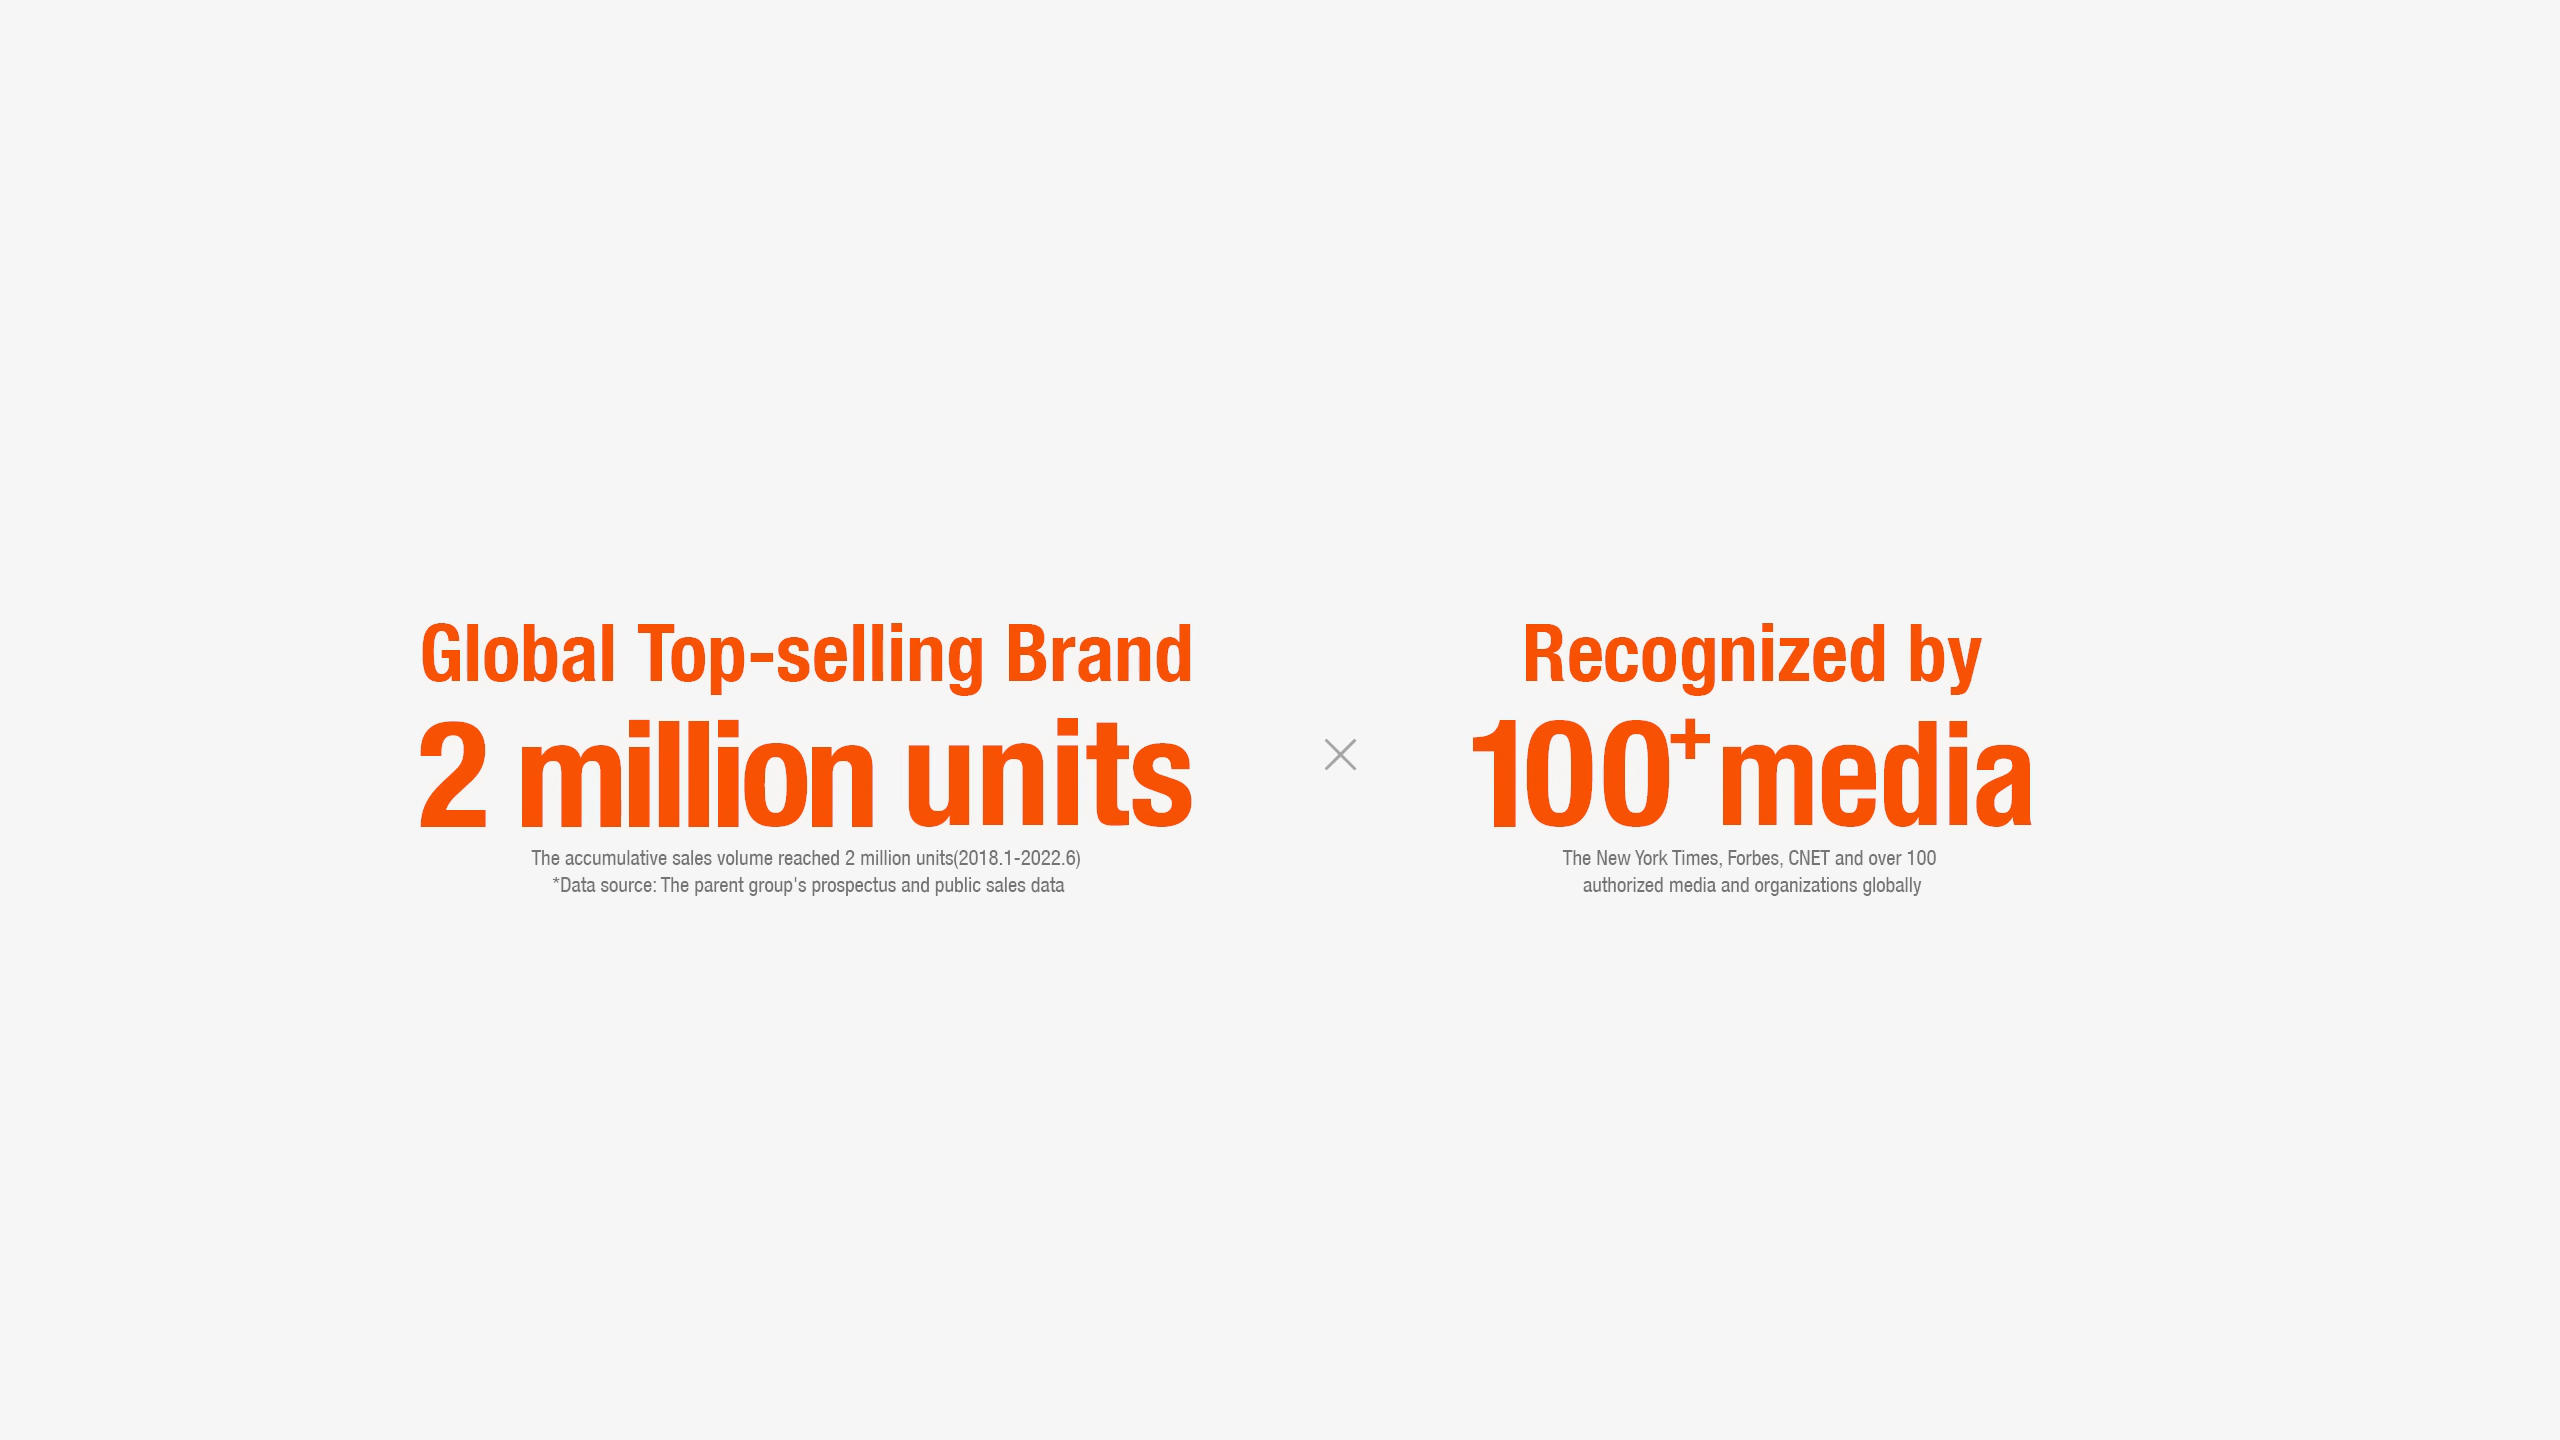 Global Top-selling Brand
2 million units
The accumulative sales volume reached 2 million units(2018.1-2022.6)
*Data source: The parent group's prospectus and public sales data
×
Recognized by
100+ media
The New York Times, Forbes, CNET and over 100
authorized media and organizations globally